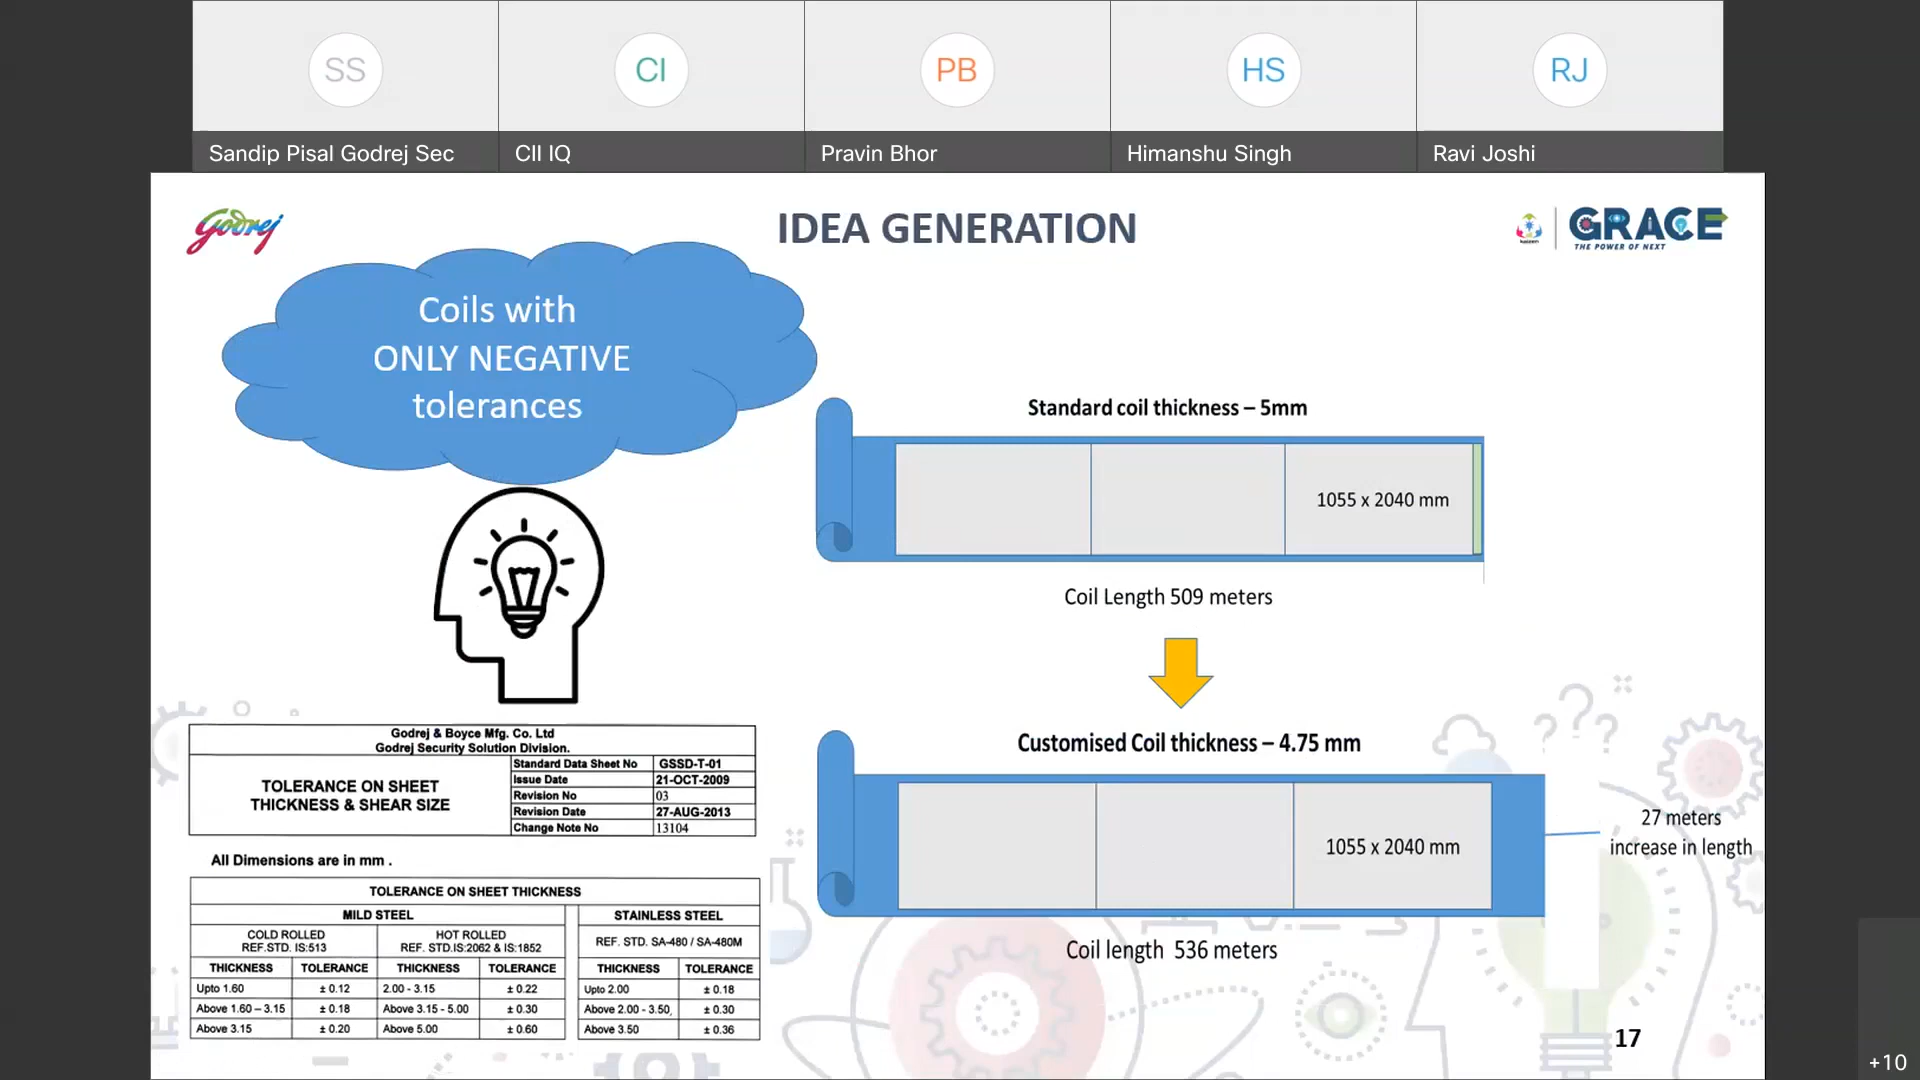 SS
CI
PB
HS
RJ
Sandip Pisal Godrej Sec
CII IQ
Pravin Bhor
Himanshu Singh
Ravi Joshi
Godrej
IDEA GENERATION
kaizen
GRACE
THE POWER OF NEXT
Coils with
ONLY NEGATIVE
tolerances
Standard coil thickness – 5mm
1055 x 2040 mm
Coil Length 509 meters
Customised Coil thickness – 4.75 mm
1055 x 2040 mm
27 meters
increase in length
Coil length 536 meters
Godrej & Boyce Mfg. Co. Ltd
Godrej Security Solution Division.
TOLERANCE ON SHEET
THICKNESS & SHEAR SIZE
Standard Data Sheet No GSSD-T-01
Issue Date 21-OCT-2009
Revision No 03
Revision Date 27-AUG-2013
Change Note No 13104
All Dimensions are in mm .
TOLERANCE ON SHEET THICKNESS
MILD STEEL STAINLESS STEEL
COLD ROLLED HOT ROLLED
REF.STD. IS:513 REF. STD.IS:2062 & IS:1852 REF. STD. SA-480 / SA-480M
THICKNESS TOLERANCE THICKNESS TOLERANCE THICKNESS TOLERANCE
Upto 1.60 ± 0.12 2.00 - 3.15 ± 0.22 Upto 2.00 ± 0.18
Above 1.60 – 3.15 ± 0.18 Above 3.15 - 5.00 ± 0.30 Above 2.00 - 3.50 ± 0.30
Above 3.15 ± 0.20 Above 5.00 ± 0.60 Above 3.50 ± 0.36
17
+10